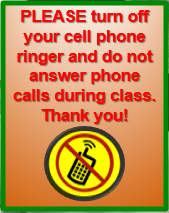 PLEASE turn off
your cell phone
ringer and do not
answer phone
calls during class.
Thank you!